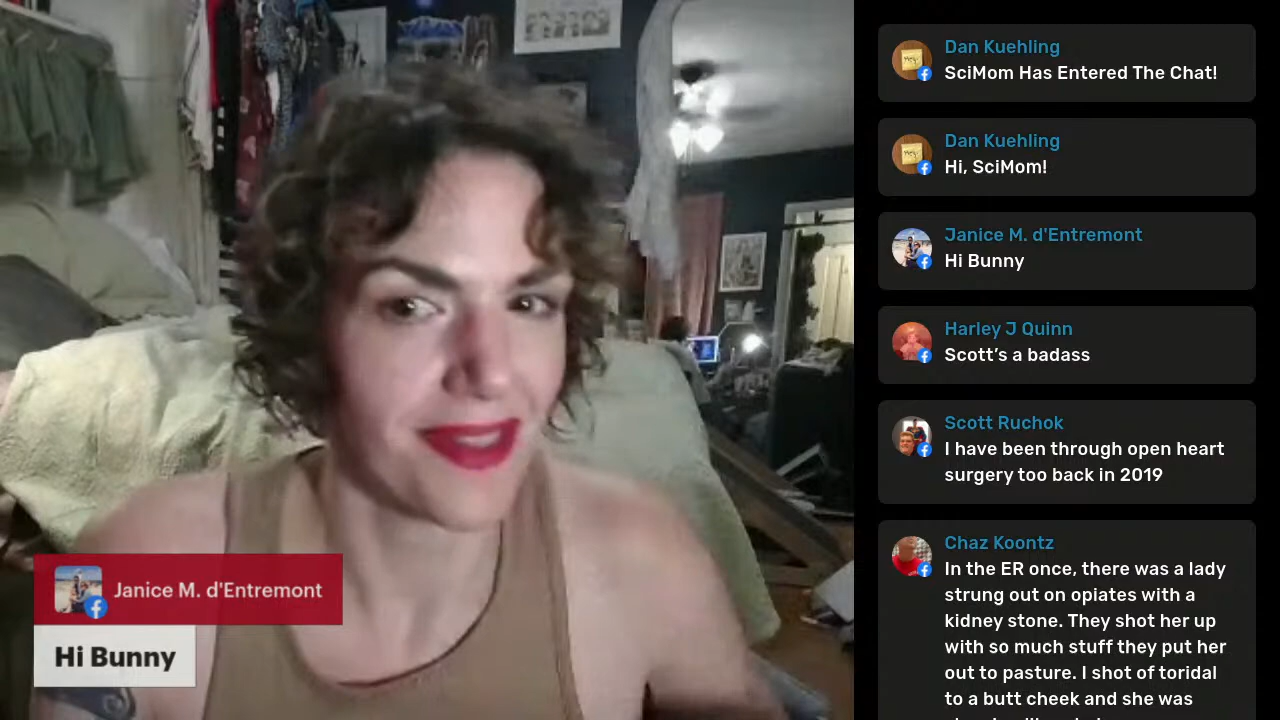 Dan Kuehling
SciMom Has Entered The Chat!
Dan Kuehling
Hi, SciMom!
Janice M. d'Entremont
Hi Bunny
Harley J Quinn
Scott’s a badass
Scott Ruchok
I have been through open heart
surgery too back in 2019
Chaz Koontz
In the ER once, there was a lady
strung out on opiates with a
kidney stone. They shot her up
with so much stuff they put her
out to pasture. I shot of toridal
to a butt cheek and she was
Janice M. d'Entremont
Hi Bunny